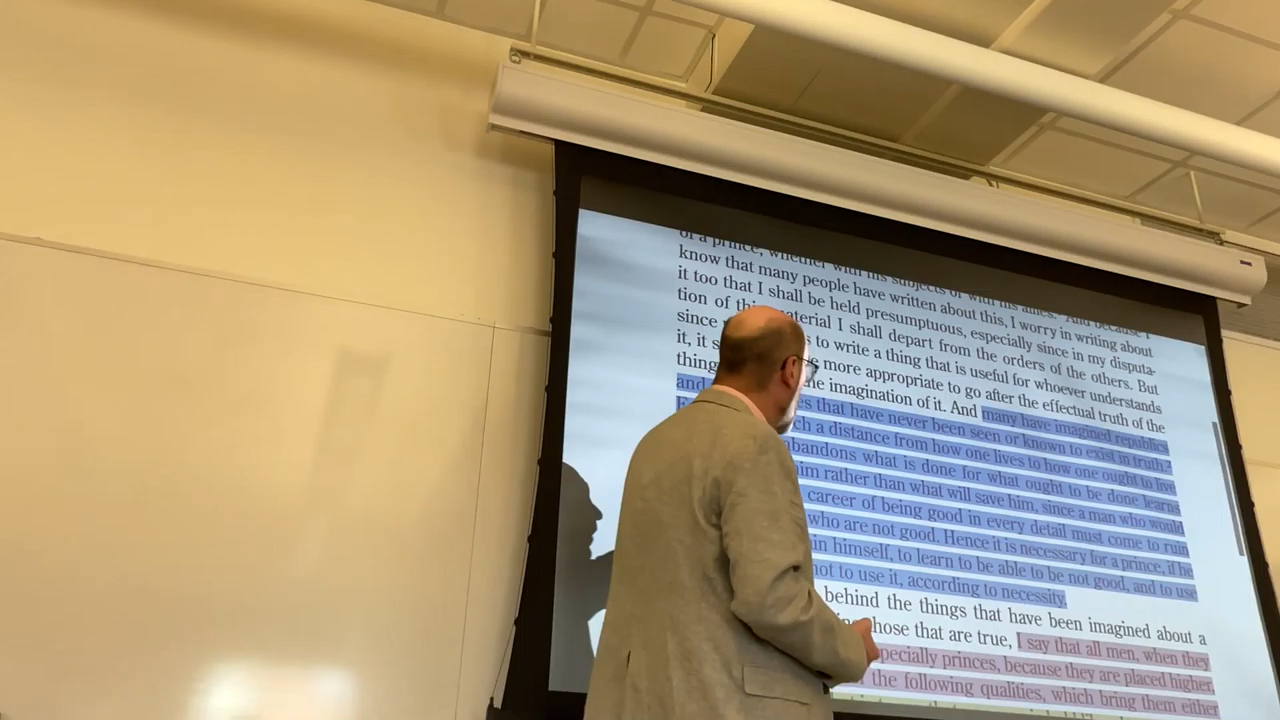 of a prince, whether with his subjects or with his allies. And because I
know that many people have written about this, I worry in writing about
it too that I shall be held presumptuous, especially since in my disputa-
tion of this material I shall depart from the orders of the others. But
since to write a thing that is useful for whoever understands
it, it s more appropriate to go after the effectual truth of the
thing the imagination of it. And many have imagined republics
and es that have never been seen or known to exist in truth.
ch a distance from how one lives to how one ought to live
abandons what is done for what ought to be done learns
him rather than what will save him, since a man who would
career of being good in every detail must come to ruin
who are not good. Hence it is necessary for a prince, if he
in himself, to learn to be able to be not good, and to use
not to use it, according to necessity.
behind the things that have been imagined about a
those that are true, I say that all men, when they
specially princes, because they are placed higher,
the following qualities, which bring them either